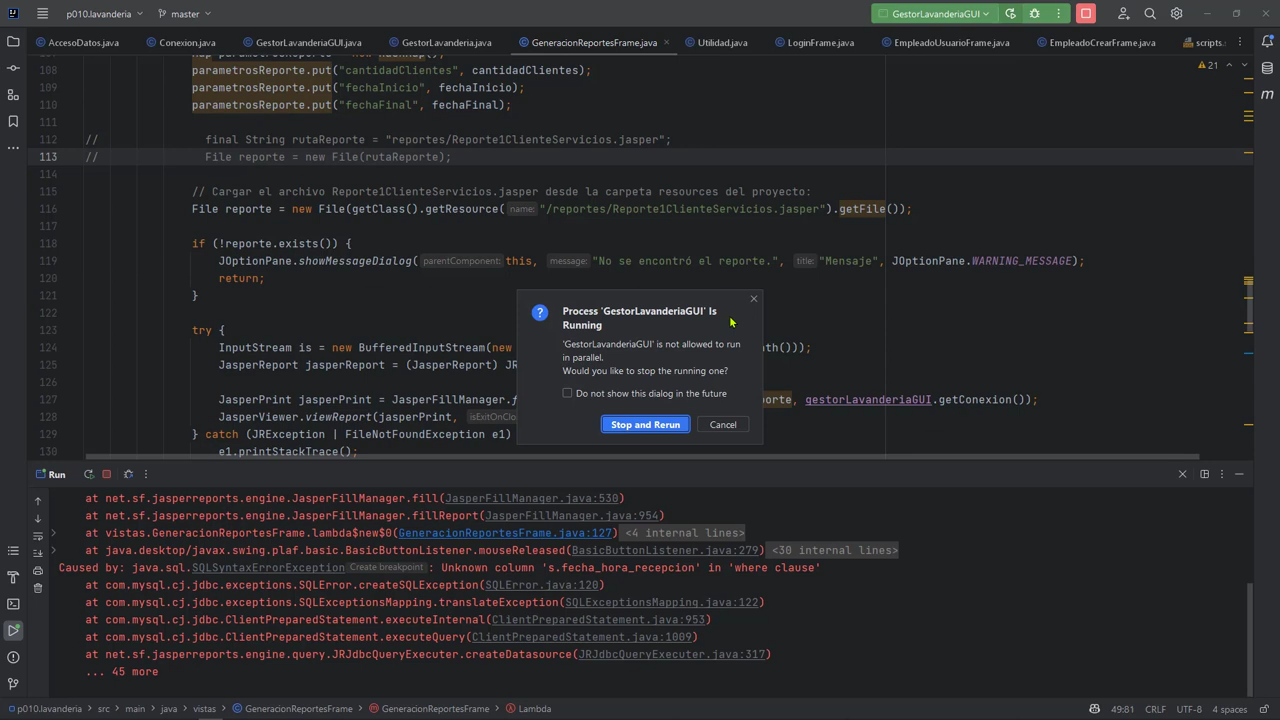 p010.lavanderia
master
GestorLavanderiaGUI
AccesoDatos.java
Conexion.java
GestorLavanderiaGUI.java
GestorLavanderia.java
GeneracionReportesFrame.java
Utilidad.java
LoginFrame.java
EmpleadoUsuarioFrame.java
EmpleadoCrearFrame.java
scripts.
21
108
109 parametrosReporte.put("cantidadClientes", cantidadClientes);
parametrosReporte.put("fechaInicio", fechaInicio);
110 parametrosReporte.put("fechaFinal", fechaFinal);
111
112 // final String rutaReporte = "reportes/Reporte1ClienteServicios.jasper";
113 // File reporte = new File(rutaReporte);
114
115 // Cargar el archivo Reporte1ClienteServicios.jasper desde la carpeta resources del proyecto:
116 File reporte = new File(getClass().getResource( name: "/reportes/Reporte1ClienteServicios.jasper").getFile());
117
118 if (!reporte.exists()) {
119 JOptionPane.showMessageDialog( parentComponent: this, message: "No se encontró el reporte.", title: "Mensaje", JOptionPane.WARNING_MESSAGE);
120 return;
121 }
122
123 try {
124 InputStream is = new BufferedInputStream(new
125 JasperReport jasperReport = (JasperReport) JR
126
127 JasperPrint jasperPrint = JasperFillManager.f
orte, gestorLavanderiaGUI.getConexion());
128 JasperViewer.viewReport(jasperPrint, isExitOnClo
129 } catch (JRException | FileNotFoundException e1)
130 e1.printStackTrace();
Process 'GestorLavanderiaGUI' Is
Running
'GestorLavanderiaGUI' is not allowed to run
in parallel.
Would you like to stop the running one?
Do not show this dialog in the future
Stop and Rerun
Cancel
Run
at net.sf.jasperreports.engine.JasperFillManager.fill(JasperFillManager.java:530)
at net.sf.jasperreports.engine.JasperFillManager.fillReport(JasperFillManager.java:954)
at vistas.GeneracionReportesFrame.lambda$new$0(GeneracionReportesFrame.java:127) <4 internal lines>
at java.desktop/javax.swing.plaf.basic.BasicButtonListener.mouseReleased(BasicButtonListener.java:279) <30 internal lines>
Caused by: java.sql.SQLSyntaxErrorException Create breakpoint : Unknown column 's.fecha_hora_recepcion' in 'where clause'
at com.mysql.cj.jdbc.exceptions.SQLError.createSQLException(SQLError.java:120)
at com.mysql.cj.jdbc.exceptions.SQLExceptionsMapping.translateException(SQLExceptionsMapping.java:122)
at com.mysql.cj.jdbc.ClientPreparedStatement.executeInternal(ClientPreparedStatement.java:953)
at com.mysql.cj.jdbc.ClientPreparedStatement.executeQuery(ClientPreparedStatement.java:1009)
at net.sf.jasperreports.engine.query.JRJdbcQueryExecuter.createDatasource(JRJdbcQueryExecuter.java:317)
... 45 more
p010.lavanderia > src > main > java > vistas > GeneracionReportesFrame > GeneracionReportesFrame > Lambda
49:81 CRLF UTF-8 4 spaces